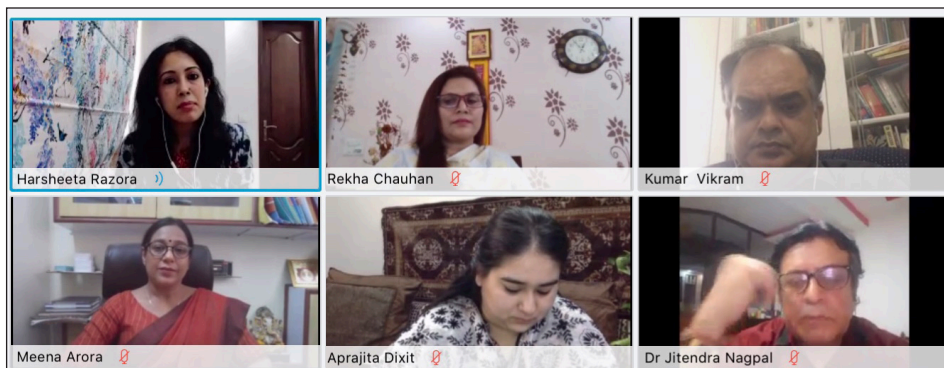 Harsheeta Razora
Rekha Chauhan
Kumar Vikram
Meena Arora
Aprajita Dixit
Dr Jitendra Nagpal